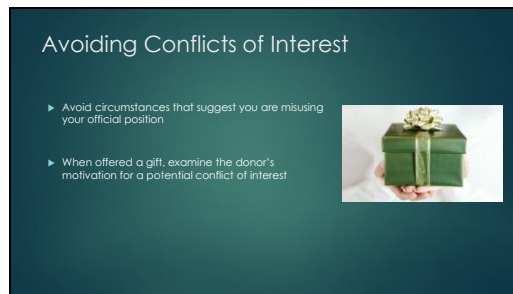 Avoiding Conflicts of Interest
Avoid circumstances that suggest you are misusing
your official position
When offered a gift, examine the donor's
motivation for a potential conflict of interest